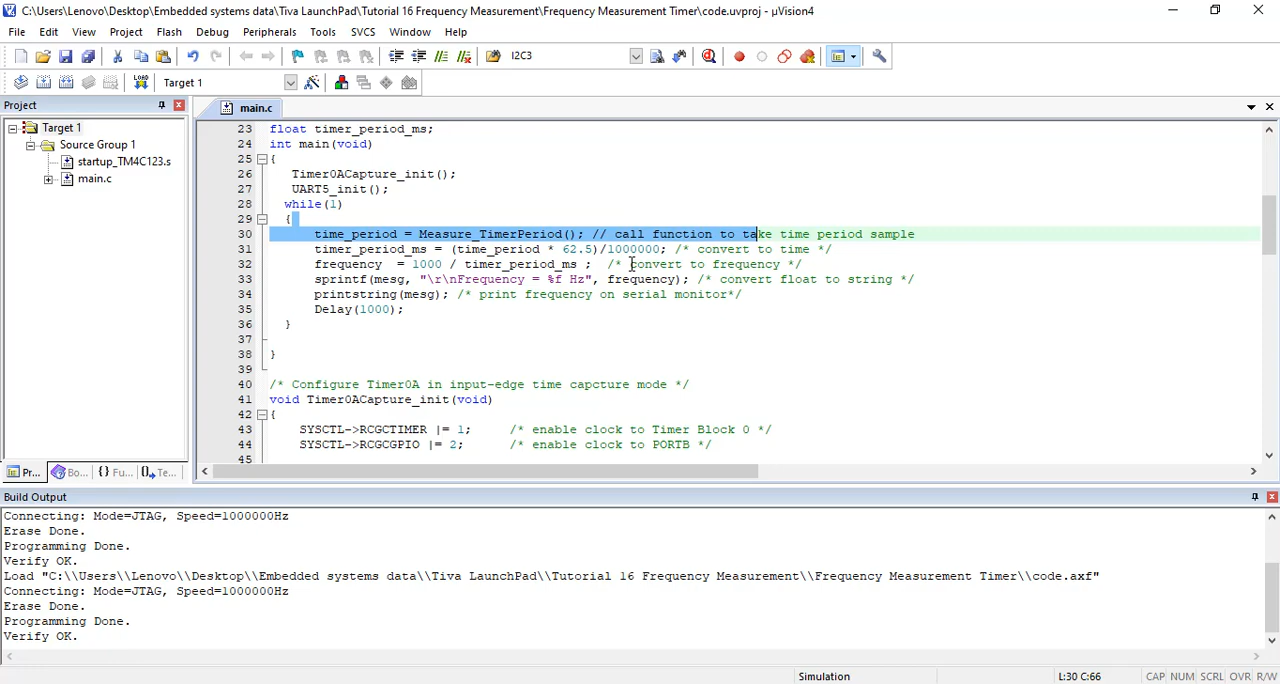 C:\Users\Lenovo\Desktop\Embedded systems data\Tiva LaunchPad\Tutorial 16 Frequency Measurement\Frequency Measurement Timer\code.uvproj - µVision4
File Edit View Project Flash Debug Peripherals Tools SVCS Window Help
I2C3
LOAD Target 1
Project
main.c
Target 1
Source Group 1
startup_TM4C123.s
main.c
23 float timer_period_ms;
24 int main(void)
25 {
26 Timer0ACapture_init();
27 UART5_init();
28 while(1)
29 {
30 time_period = Measure_TimerPeriod(); // call function to take time period sample
31 timer_period_ms = (time_period * 62.5)/1000000; /* convert to time */
32 frequency  = 1000 / timer_period_ms ;  /* convert to frequency */
33 sprintf(mesg, "\r\nFrequency = %f Hz", frequency); /* convert float to string */
34 printstring(mesg); /* print frequency on serial monitor*/
35 Delay(1000);
36 }
37
38 }
39
40 /* Configure Timer0A in input-edge time capcture mode */
41 void Timer0ACapture_init(void)
42 {
43 SYSCTL->RCGCTIMER |= 1;     /* enable clock to Timer Block 0 */
44 SYSCTL->RCGCGPIO |= 2;      /* enable clock to PORTB */
45
Pr... Bo... {} Fu... 0 Te...
Build Output
Connecting: Mode=JTAG, Speed=1000000Hz
Erase Done.
Programming Done.
Verify OK.
Load "C:\\Users\\Lenovo\\Desktop\\Embedded systems data\\Tiva LaunchPad\\Tutorial 16 Frequency Measurement\\Frequency Measurement Timer\\code.axf"
Connecting: Mode=JTAG, Speed=1000000Hz
Erase Done.
Programming Done.
Verify OK.
Simulation L:30 C:66 CAP NUM SCRL OVR R/W